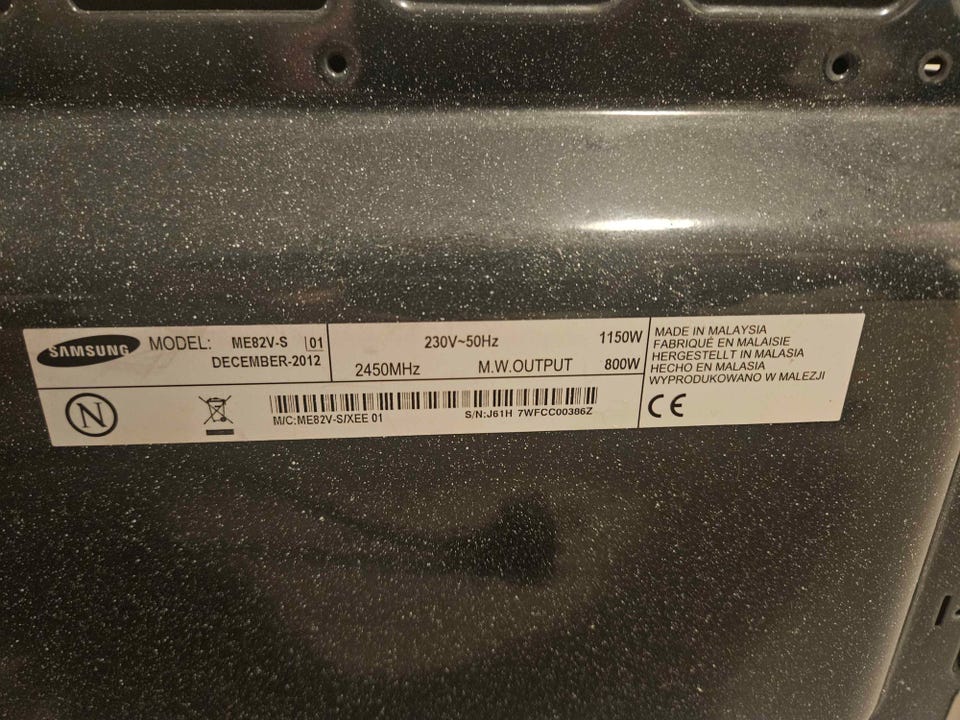 SAMSUNG MODEL: ME82V-S 01
DECEMBER-2012
230V~50Hz 1150W
2450MHz M.W.OUTPUT 800W
MADE IN MALAYSIA
FABRIQUÉ EN MALAISIE
HERGESTELLT IN MALASIA
HECHO EN MALASIA
WYPRODUKOWANO W MALEZJI
N
M/C:ME82V-S/XEE 01 S/N:J61H 7WFCC00386Z
CE